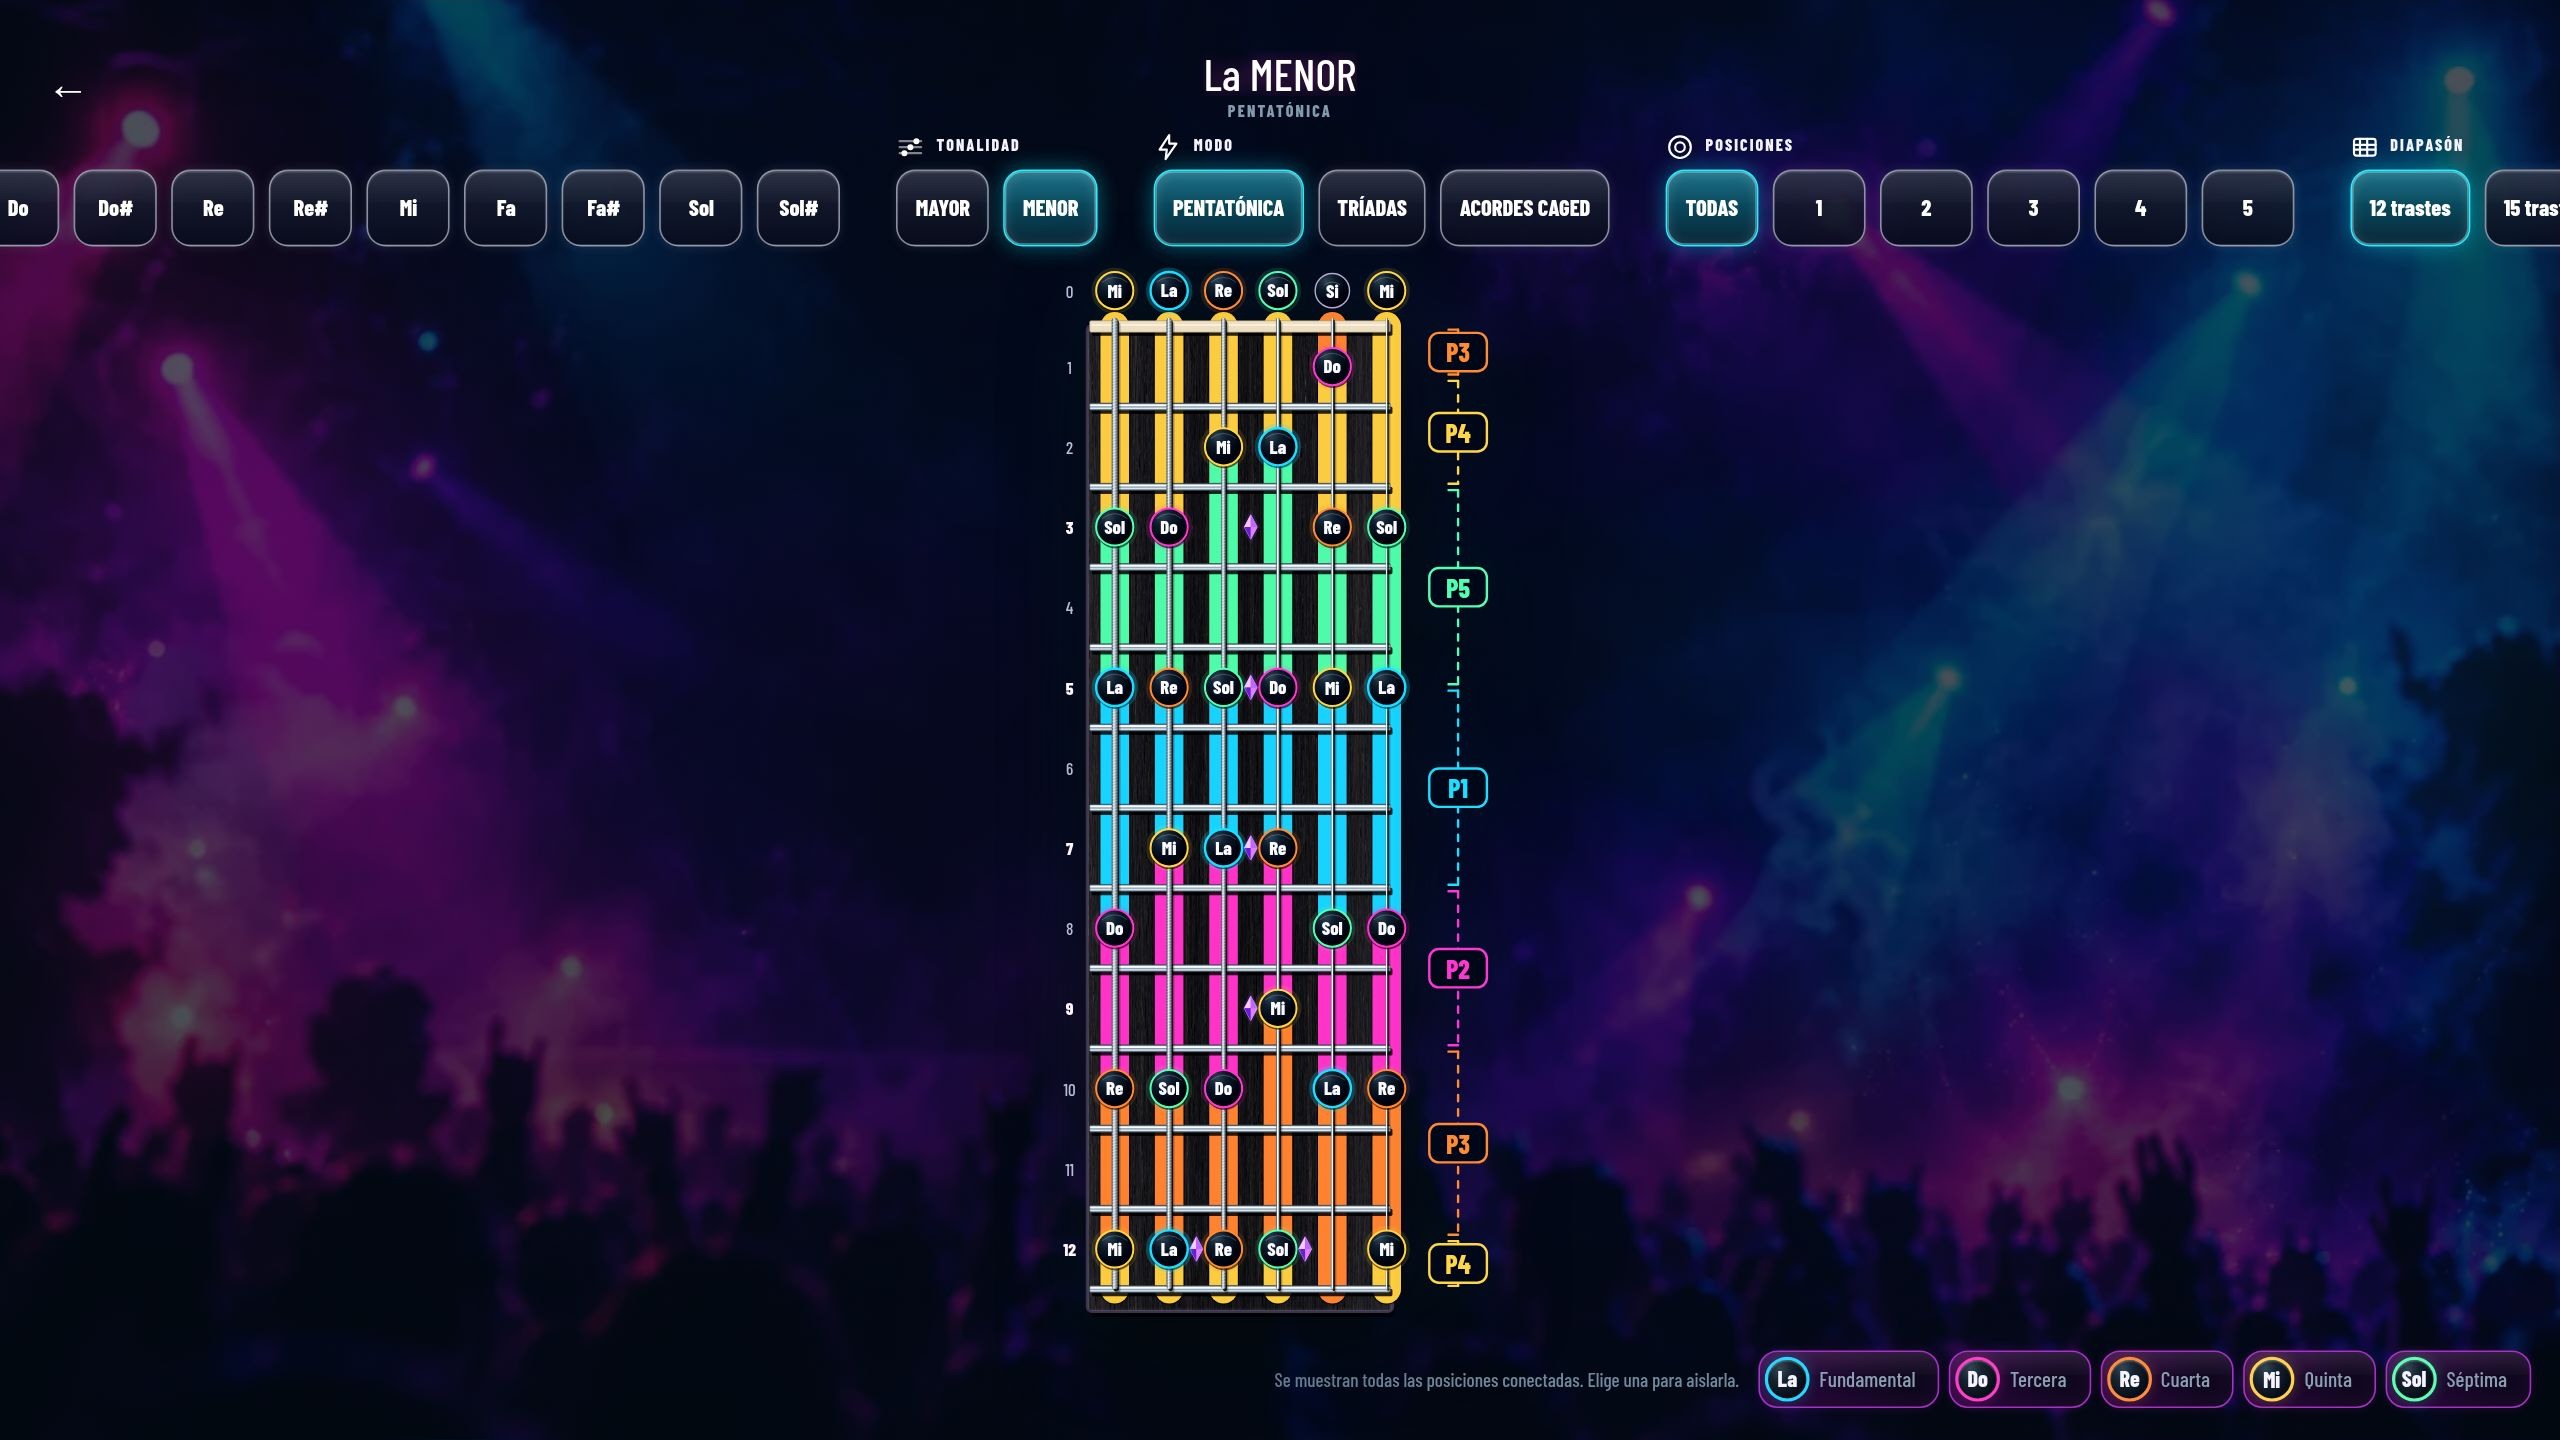 ←
La MENOR
PENTATÓNICA
TONALIDAD MODO POSICIONES DIAPASÓN
Do Do# Re Re# Mi Fa Fa# Sol Sol# MAYOR MENOR PENTATÓNICA TRÍADAS ACORDES CAGED TODAS 1 2 3 4 5 12 trastes 15 tras
0 Mi La Re Sol Si Mi
P3
1 Do
P4
2 Mi La
3 Sol Do Re Sol
P5
4
5 La Re Sol Do Mi La
6
P1
7 Mi La Re
8 Do Sol Do
P2
9 Mi
10 Re Sol Do La Re
P3
11
12 Mi La Re Sol Mi
P4
Se muestran todas las posiciones conectadas. Elige una para aislarla. La Fundamental Do Tercera Re Cuarta Mi Quinta Sol Séptima